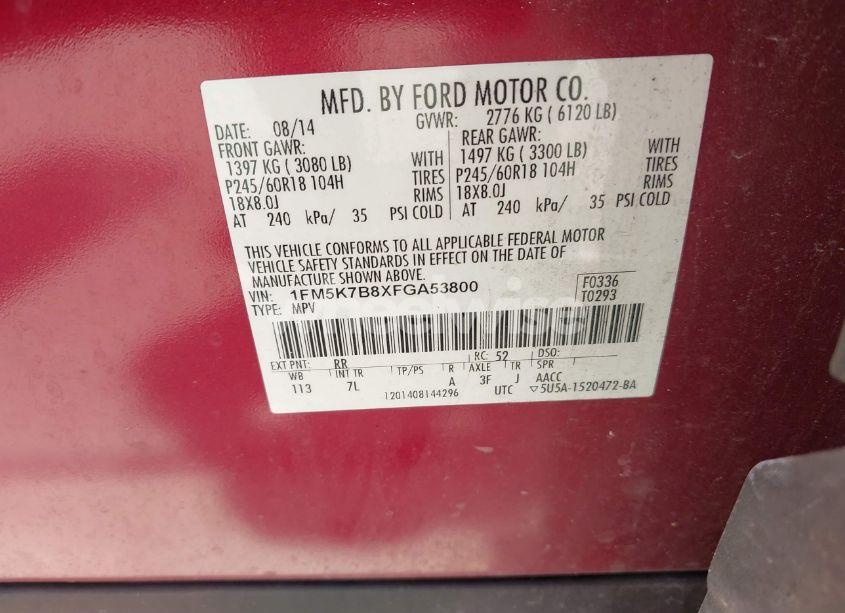 MFD. BY FORD MOTOR CO.
DATE: 08/14 GVWR: 2776 KG ( 6120 LB)
FRONT GAWR: REAR GAWR:
1397 KG ( 3080 LB) WITH 1497 KG ( 3300 LB) WITH
P245/60R18 104H TIRES P245/60R18 104H TIRES
18X8.0J RIMS 18X8.0J RIMS
AT 240 kPa/ 35 PSI COLD AT 240 kPa/ 35 PSI COLD
THIS VEHICLE CONFORMS TO ALL APPLICABLE FEDERAL MOTOR
VEHICLE SAFETY STANDARDS IN EFFECT ON THE DATE OF
MANUFACTURE SHOWN ABOVE.
VIN: 1FM5K7B8XFGA53800 F0336
TYPE: MPV T0293
EXT PNT: RR RC: 52 DSO:
WB INT TR TP/PS R AXLE TR SPR
113 7L A 3F J AACC
1201408144296 UTC ▽5U5A-1520472-BA